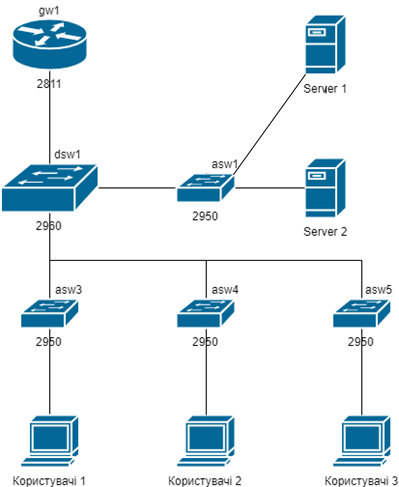 gw1
2811
Server 1
dsw1
asw1
2960
2950
Server 2
asw3
asw4
asw5
2950
2950
2950
Користувачі 1
Користувачі 2
Користувачі 3